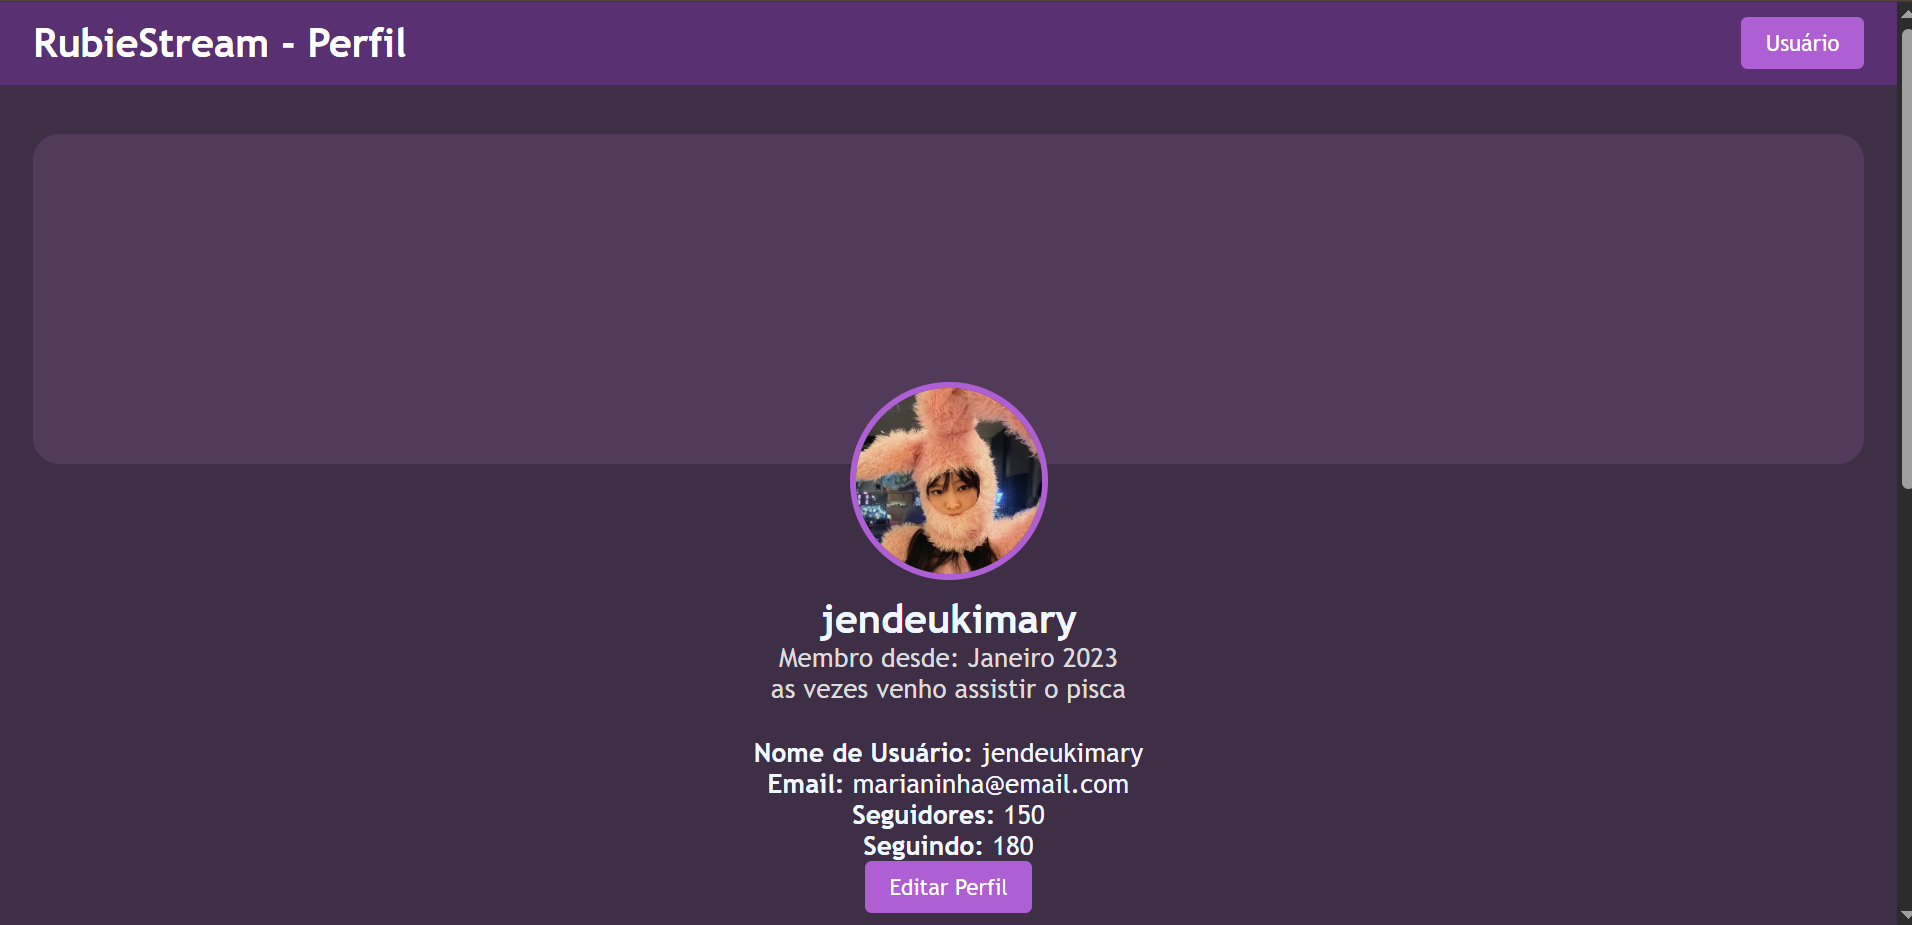 RubieStream - Perfil
Usuário
jendeukimary
Membro desde: Janeiro 2023
as vezes venho assistir o pisca
Nome de Usuário: jendeukimary
Email: marianinha@email.com
Seguidores: 150
Seguindo: 180
Editar Perfil